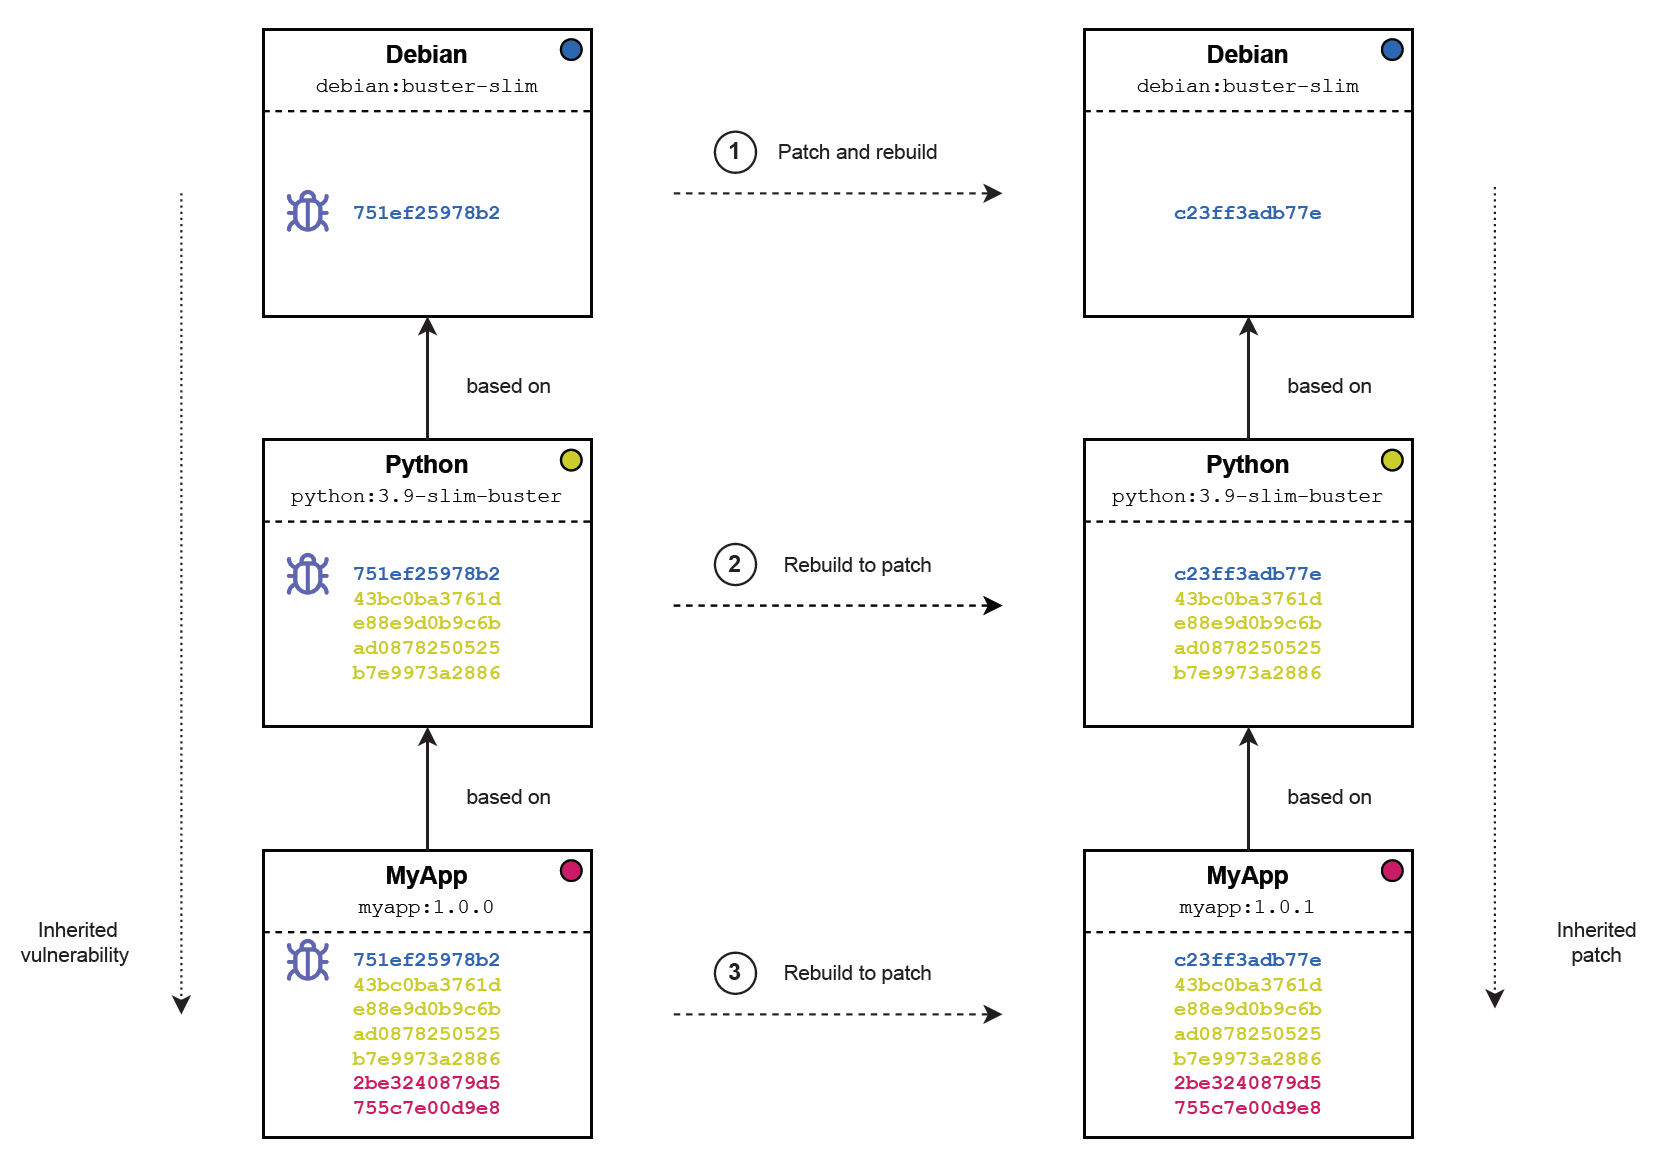 Debian
debian:buster-slim
751ef25978b2
1
Patch and rebuild
Debian
debian:buster-slim
c23ff3adb77e
based on
based on
Python
python:3.9-slim-buster
751ef25978b2
43bc0ba3761d
e88e9d0b9c6b
ad0878250525
b7e9973a2886
2
Rebuild to patch
Python
python:3.9-slim-buster
c23ff3adb77e
43bc0ba3761d
e88e9d0b9c6b
ad0878250525
b7e9973a2886
based on
based on
Inherited
vulnerability
MyApp
myapp:1.0.0
751ef25978b2
43bc0ba3761d
e88e9d0b9c6b
ad0878250525
b7e9973a2886
2be3240879d5
755c7e00d9e8
3
Rebuild to patch
MyApp
myapp:1.0.1
c23ff3adb77e
43bc0ba3761d
e88e9d0b9c6b
ad0878250525
b7e9973a2886
2be3240879d5
755c7e00d9e8
Inherited
patch